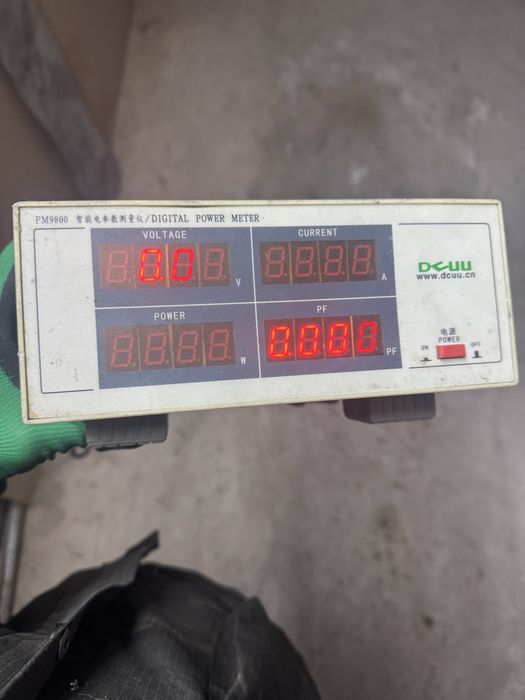 PM9800 智能电参数测量仪/DIGITAL POWER METER
VOLTAGE
0.0
V
CURRENT
A
POWER
W
PF
0.000
PF
DCUU
www.dcuu.cn
电源
POWER
ON
OFF